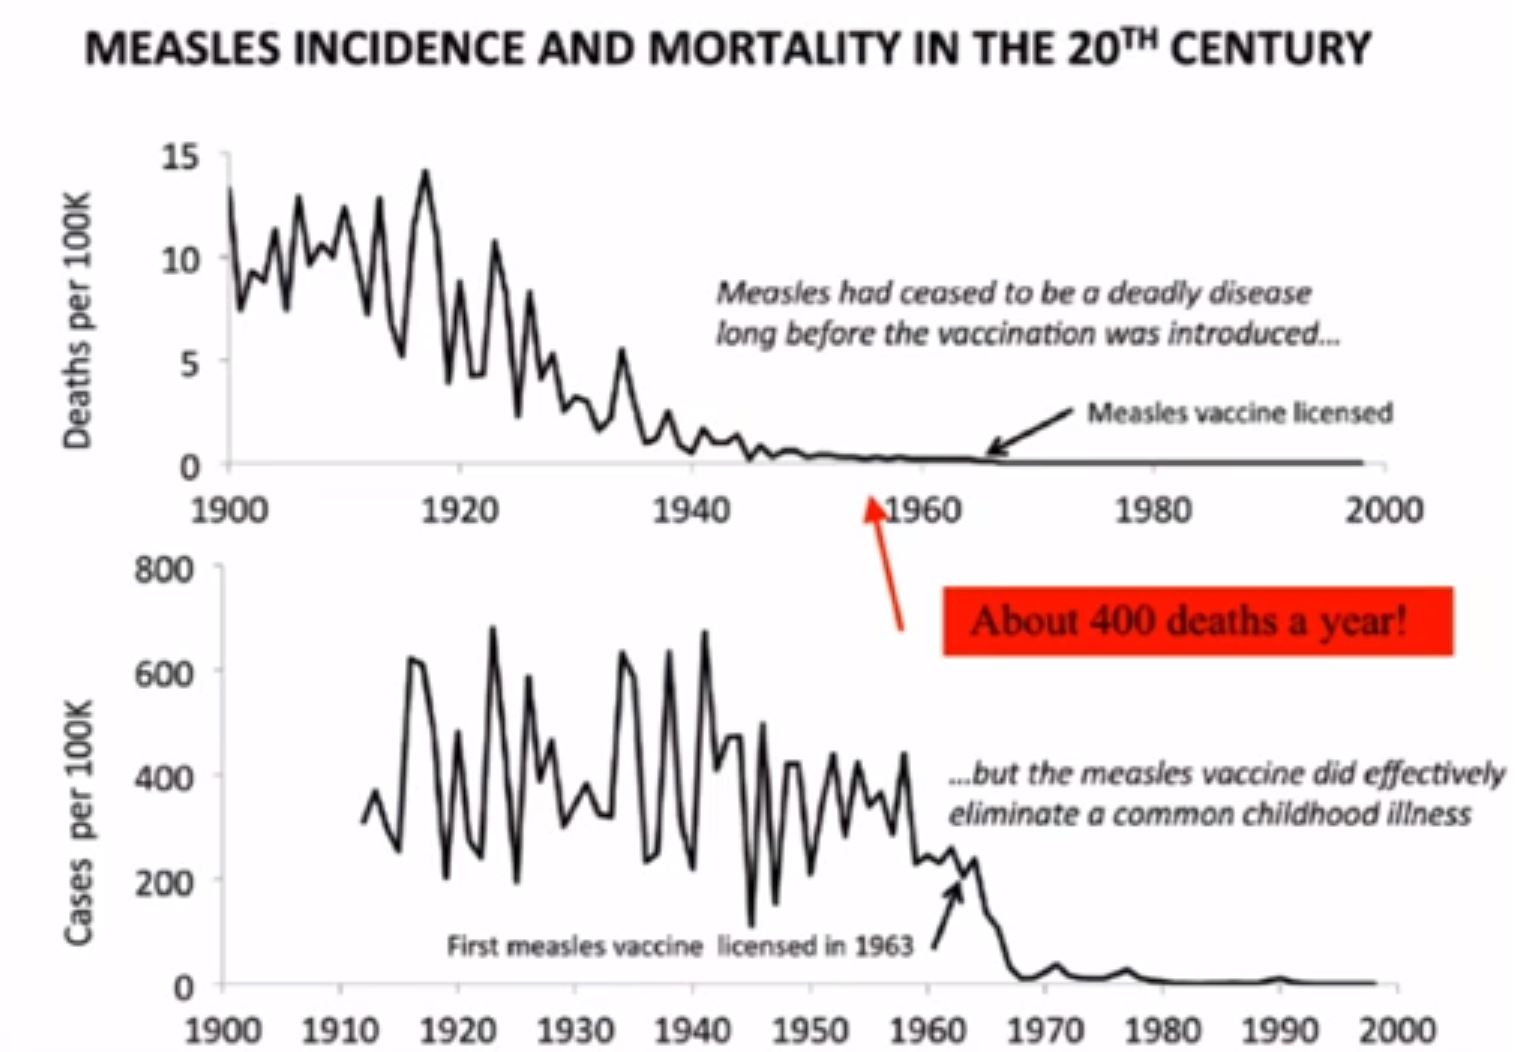 MEASLES INCIDENCE AND MORTALITY IN THE 20TH CENTURY
Deaths per 100K
15
10
5
0
Measles had ceased to be a deadly disease
long before the vaccination was introduced...
Measles vaccine licensed
1900 1920 1940 1960 1980 2000
About 400 deaths a year!
Cases per 100K
800
600
400
200
0
...but the measles vaccine did effectively
eliminate a common childhood illness
First measles vaccine licensed in 1963
1900 1910 1920 1930 1940 1950 1960 1970 1980 1990 2000